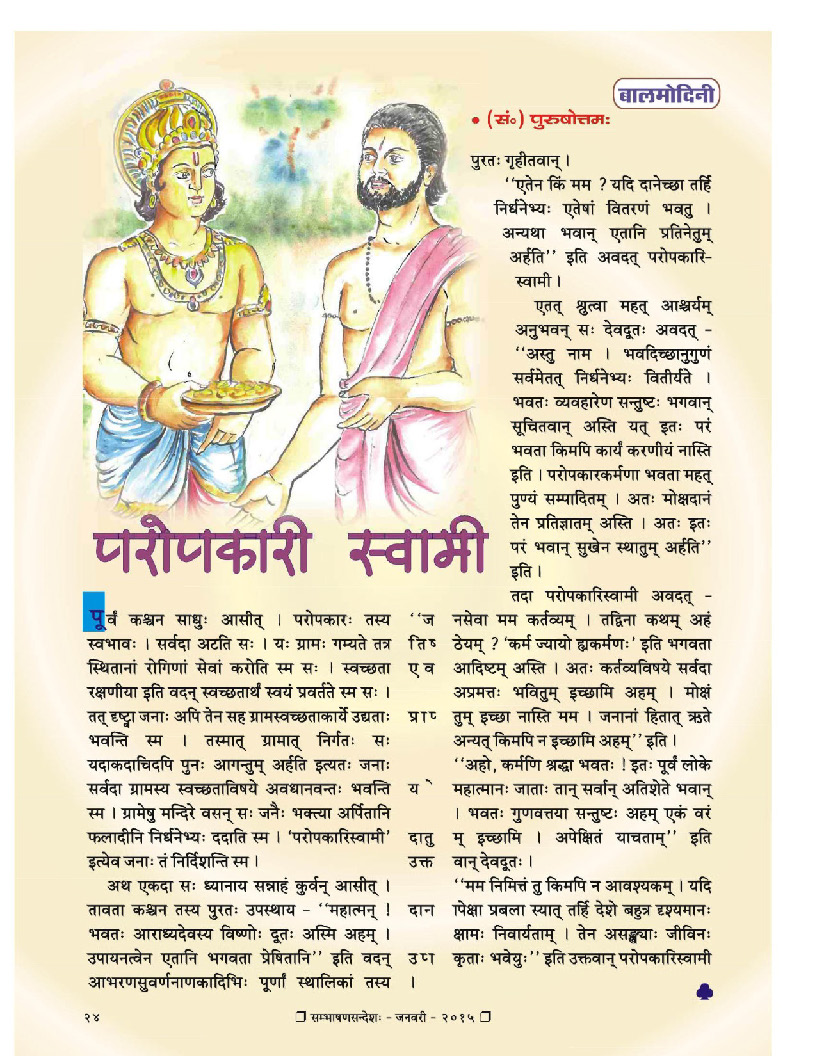 बालमोदिनी
• (सं॰) पुरुषोत्तमः
परोपकारी स्वामी
पूर्वं कश्चन साधुः आसीत् । परोपकारः तस्य
स्वभावः । सर्वदा अटति सः । यः ग्रामः गम्यते तत्र
स्थितानां रोगिणां सेवां करोति स्म सः । स्वच्छता
रक्षणीया इति वदन् स्वच्छतार्थं स्वयं प्रवर्तते स्म सः ।
तत् दृष्ट्वा जनाः अपि तेन सह ग्रामस्वच्छताकार्ये उद्यताः
भवन्ति स्म । तस्मात् ग्रामात् निर्गतः सः
यदाकदाचिदपि पुनः आगन्तुम् अर्हति इत्यतः जनाः
सर्वदा ग्रामस्य स्वच्छताविषये अवधानवन्तः भवन्ति
स्म । ग्रामेषु मन्दिरे वसन् सः जनैः भक्त्या अर्पितानि
फलादीनि निर्धनेभ्यः ददाति स्म । ‘परोपकारिस्वामी’
इत्येव जनाः तं निर्दिशन्ति स्म ।
अथ एकदा सः ध्यानाय सन्नाहं कुर्वन् आसीत् ।
तावता कश्चन तस्य पुरतः उपस्थाय - “महात्मन् !
भवतः आराध्यदेवस्य विष्णोः दूतः अस्मि अहम् ।
उपायनत्वेन एतानि भगवता प्रेषितानि” इति वदन्
आभरणसुवर्णनाणकादिभिः पूर्णां स्थालिकां तस्य
पुरतः गृहीतवान् ।
“एतेन किं मम ? यदि दानेच्छा तर्हि
निर्धनेभ्यः एतेषां वितरणं भवतु ।
अन्यथा भवान् एतानि प्रतिनेतुम्
अर्हति” इति अवदत् परोपकारि-
स्वामी ।
एतत् श्रुत्वा महत् आश्चर्यम्
अनुभवन् सः देवदूतः अवदत् -
“अस्तु नाम । भवदिच्छानुगुणं
सर्वमेतत् निर्धनेभ्यः वितीर्यते ।
भवतः व्यवहारेण सन्तुष्टः भगवान्
सूचितवान् अस्ति यत् इतः परं
भवता किमपि कार्यं करणीयं नास्ति
इति । परोपकारकर्मणा भवता महत्
पुण्यं सम्पादितम् । अतः मोक्षदानं
तेन प्रतिज्ञातम् अस्ति । अतः इतः
परं भवान् सुखेन स्थातुम् अर्हति”
इति ।
तदा परोपकारिस्वामी अवदत् -
“जनसेवा मम कर्तव्यम् । तद्विना कथम् अहं
तिष्ठेयम् ? ‘कर्म ज्यायो ह्यकर्मणः’ इति भगवता
एव आदिष्टम् अस्ति । अतः कर्तव्यविषये सर्वदा
अप्रमत्तः भवितुम् इच्छामि अहम् । मोक्षं
प्राप्तुम् इच्छा नास्ति मम । जनानां हितात् ऋते
अन्यत् किमपि न इच्छामि अहम्” इति ।
“अहो, कर्मणि श्रद्धा भवतः ! इतः पूर्वं लोके
ये महात्मानः जाताः तान् सर्वान् अतिशेते भवान्
। भवतः गुणवत्तया सन्तुष्टः अहम् एकं वरं
दातुम् इच्छामि । अपेक्षितं याचताम्” इति
उक्तवान् देवदूतः ।
“मम निमित्तं तु किमपि न आवश्यकम् । यदि
दानापेक्षा प्रबला स्यात् तर्हि देशे बहुत्र दृश्यमानः
क्षामः निवार्यताम् । तेन असङ्ख्याः जीविनः
उपकृताः भवेयुः” इति उक्तवान् परोपकारिस्वामी
।
२४
❒ सम्भाषणसन्देशः - जनवरी - २०१५ ❒